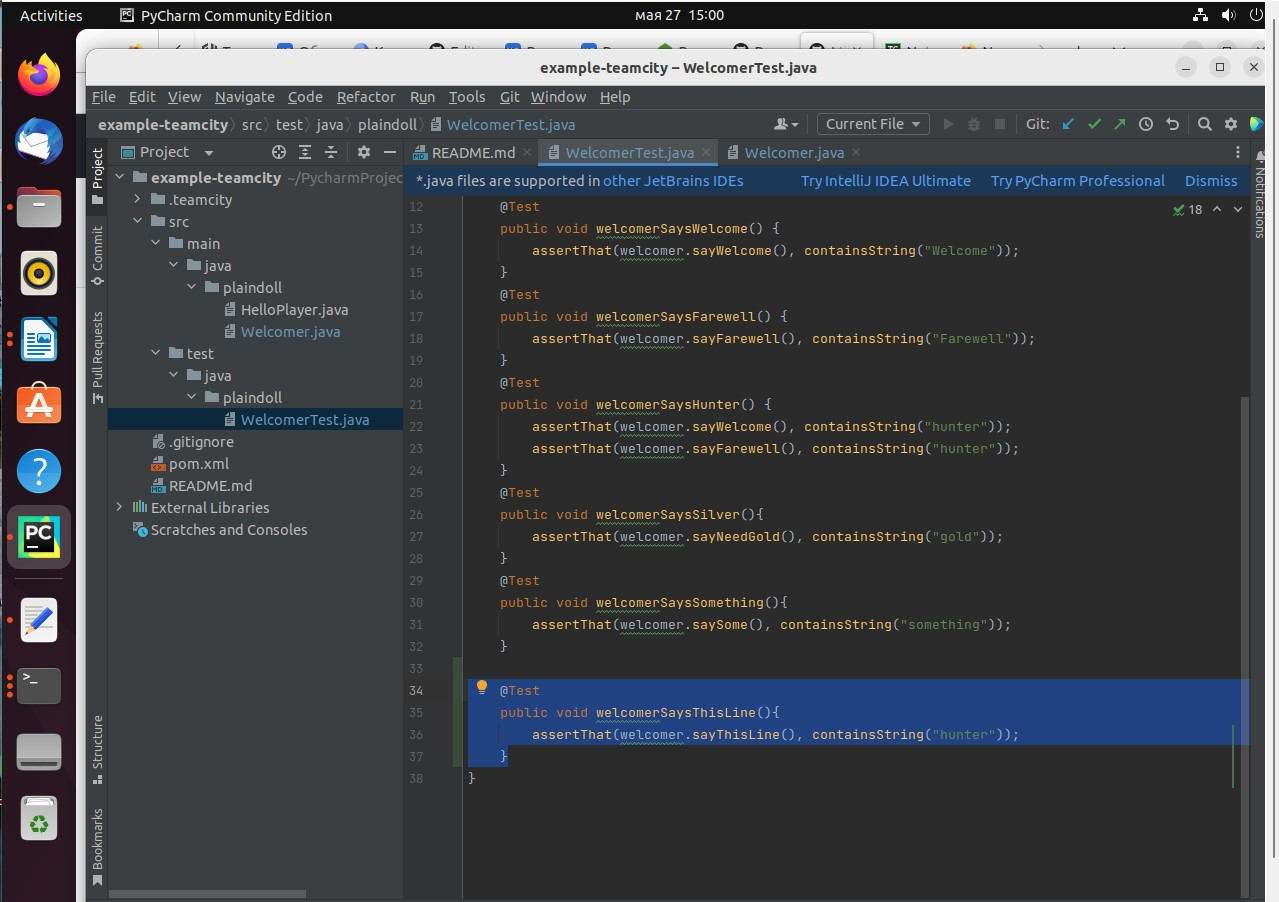 Activities PyCharm Community Edition мая 27 15:00
example-teamcity – WelcomerTest.java
File Edit View Navigate Code Refactor Run Tools Git Window Help
example-teamcity src test java plaindoll WelcomerTest.java Current File Git:
Project README.md WelcomerTest.java Welcomer.java
*.java files are supported in other JetBrains IDEs Try IntelliJ IDEA Ultimate Try PyCharm Professional Dismiss
Project
Commit
Pull Requests
Structure
Bookmarks
Notifications
example-teamcity ~/PycharmProjec
.teamcity
src
main
java
plaindoll
HelloPlayer.java
Welcomer.java
test
java
plaindoll
WelcomerTest.java
.gitignore
pom.xml
README.md
External Libraries
Scratches and Consoles
18
12 @Test
13 public void welcomerSaysWelcome() {
14 assertThat(welcomer.sayWelcome(), containsString("Welcome"));
15 }
16 @Test
17 public void welcomerSaysFarewell() {
18 assertThat(welcomer.sayFarewell(), containsString("Farewell"));
19 }
20 @Test
21 public void welcomerSaysHunter() {
22 assertThat(welcomer.sayWelcome(), containsString("hunter"));
23 assertThat(welcomer.sayFarewell(), containsString("hunter"));
24 }
25 @Test
26 public void welcomerSaysSilver(){
27 assertThat(welcomer.sayNeedGold(), containsString("gold"));
28 }
29 @Test
30 public void welcomerSaysSomething(){
31 assertThat(welcomer.saySome(), containsString("something"));
32 }
33
34 @Test
35 public void welcomerSaysThisLine(){
36 assertThat(welcomer.sayThisLine(), containsString("hunter"));
37 }
38 }
PC